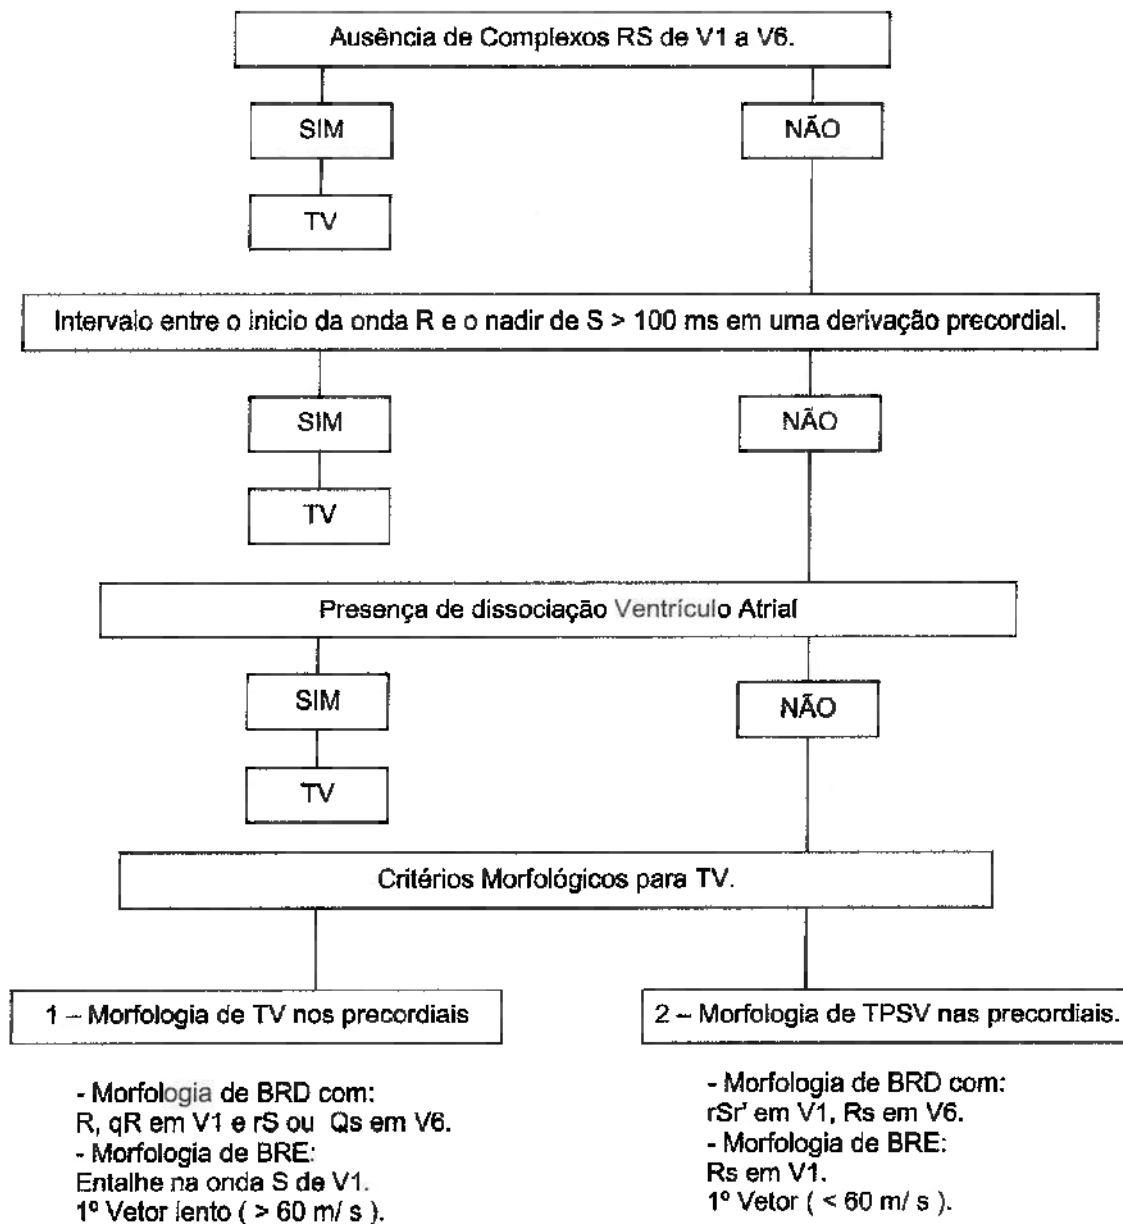 Ausência de Complexos RS de V1 a V6.
SIM
NÃO
TV
Intervalo entre o início da onda R e o nadir de S > 100 ms em uma derivação precordial.
SIM
NÃO
TV
Presença de dissociação Ventrículo Atrial
SIM
NÃO
TV
Critérios Morfológicos para TV.
1 – Morfologia de TV nos precordiais
2 – Morfologia de TPSV nas precordiais.
- Morfologia de BRD com:
R, qR em V1 e rS ou Qs em V6.
- Morfologia de BRE:
Entalhe na onda S de V1.
1º Vetor lento ( > 60 m/ s ).
- Morfologia de BRD com:
rSr' em V1, Rs em V6.
- Morfologia de BRE:
Rs em V1.
1º Vetor ( < 60 m/ s ).